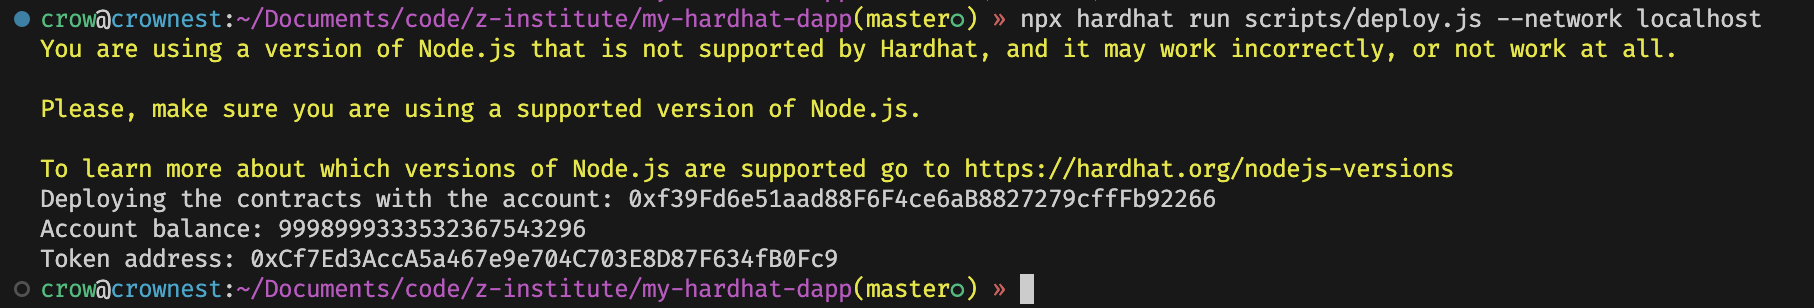 crow@crownest:~/Documents/code/z-institute/my-hardhat-dapp(master○) » npx hardhat run scripts/deploy.js --network localhost
You are using a version of Node.js that is not supported by Hardhat, and it may work incorrectly, or not work at all.
Please, make sure you are using a supported version of Node.js.
To learn more about which versions of Node.js are supported go to https://hardhat.org/nodejs-versions
Deploying the contracts with the account: 0xf39Fd6e51aad88F6F4ce6aB8827279cffFb92266
Account balance: 9998999333532367543296
Token address: 0xCf7Ed3AccA5a467e9e704C703E8D87F634fB0Fc9
crow@crownest:~/Documents/code/z-institute/my-hardhat-dapp(master○) »